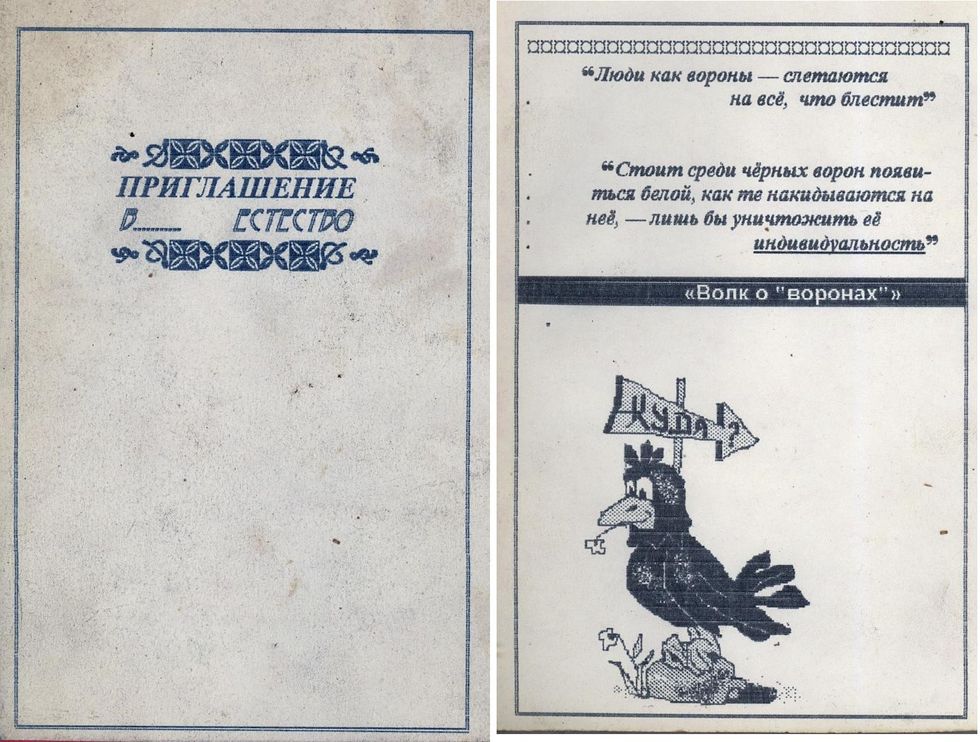 ПРИГЛАШЕНИЕ
В........ ЕСТЕСТВО
“Люди как вороны — слетаются
на всё, что блестит”
“Стоит среди чёрных ворон появи-
ться белой, как те накидываются на
неё, — лишь бы уничтожить её
индивидуальность”
«Волк о "воронах"»
КУДА ?